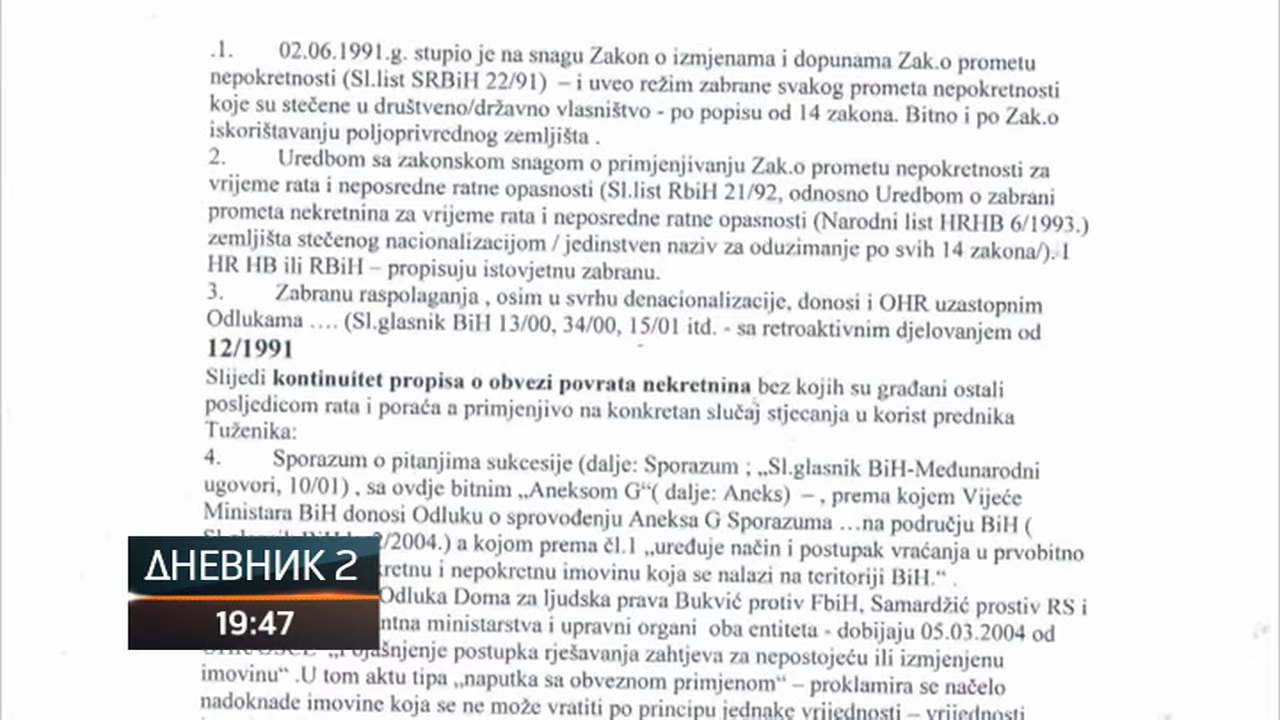 .1. 02.06.1991.g. stupio je na snagu Zakon o izmjenama i dopunama Zak.o prometu
nepokretnosti (Sl.list SRBiH 22/91) – i uveo režim zabrane svakog prometa nepokretnosti
koje su stečene u društveno/državno vlasništvo - po popisu od 14 zakona. Bitno i po Zak.o
iskorištavanju poljoprivrednog zemljišta .
2. Uredbom sa zakonskom snagom o primjenjivanju Zak.o prometu nepokretnosti za
vrijeme rata i neposredne ratne opasnosti (Sl.list RbiH 21/92, odnosno Uredbom o zabrani
prometa nekretnina za vrijeme rata i neposredne ratne opasnosti (Narodni list HRHB 6/1993.)
zemljišta stečenog nacionalizacijom / jedinstven naziv za oduzimanje po svih 14 zakona/). I
HR HB ili RBiH – propisuju istovjetnu zabranu.
3. Zabranu raspolaganja , osim u svrhu denacionalizacije, donosi i OHR uzastopnim
Odlukama .... (Sl.glasnik BiH 13/00, 34/00, 15/01 itd. - sa retroaktivnim djelovanjem od
12/1991
Slijedi kontinuitet propisa o obvezi povrata nekretnina bez kojih su građani ostali
posljedicom rata i poraća a primjenjivo na konkretan slučaj stjecanja u korist prednika
Tuženika:
4. Sporazum o pitanjima sukcesije (dalje: Sporazum ; „Sl.glasnik BiH-Međunarodni
ugovori, 10/01) , sa ovdje bitnim „Aneksom G“( dalje: Aneks) – , prema kojem Vijeće
Ministara BiH donosi Odluku o sprovođenju Aneksa G Sporazuma ...na području BiH (
2/2004.) a kojom prema čl.1 „uređuje način i postupak vraćanja u prvobitno
kretnu i nepokretnu imovinu koja se nalazi na teritoriji BiH.“ .
Odluka Doma za ljudska prava Bukvić protiv FbiH, Samardžić prostiv RS i
ntna ministarstva i upravni organi oba entiteta - dobijaju 05.03.2004 od
„Pojašnjenje postupka rješavanja zahtjeva za nepostojeću ili izmjenjenu
imovinu“ .U tom aktu tipa „naputka sa obveznom primjenom“ – proklamira se načelo
nadoknade imovine koja se ne može vratiti po principu jednake vrijednosti – vrijednosti
ДНЕВНИК 2
19:47